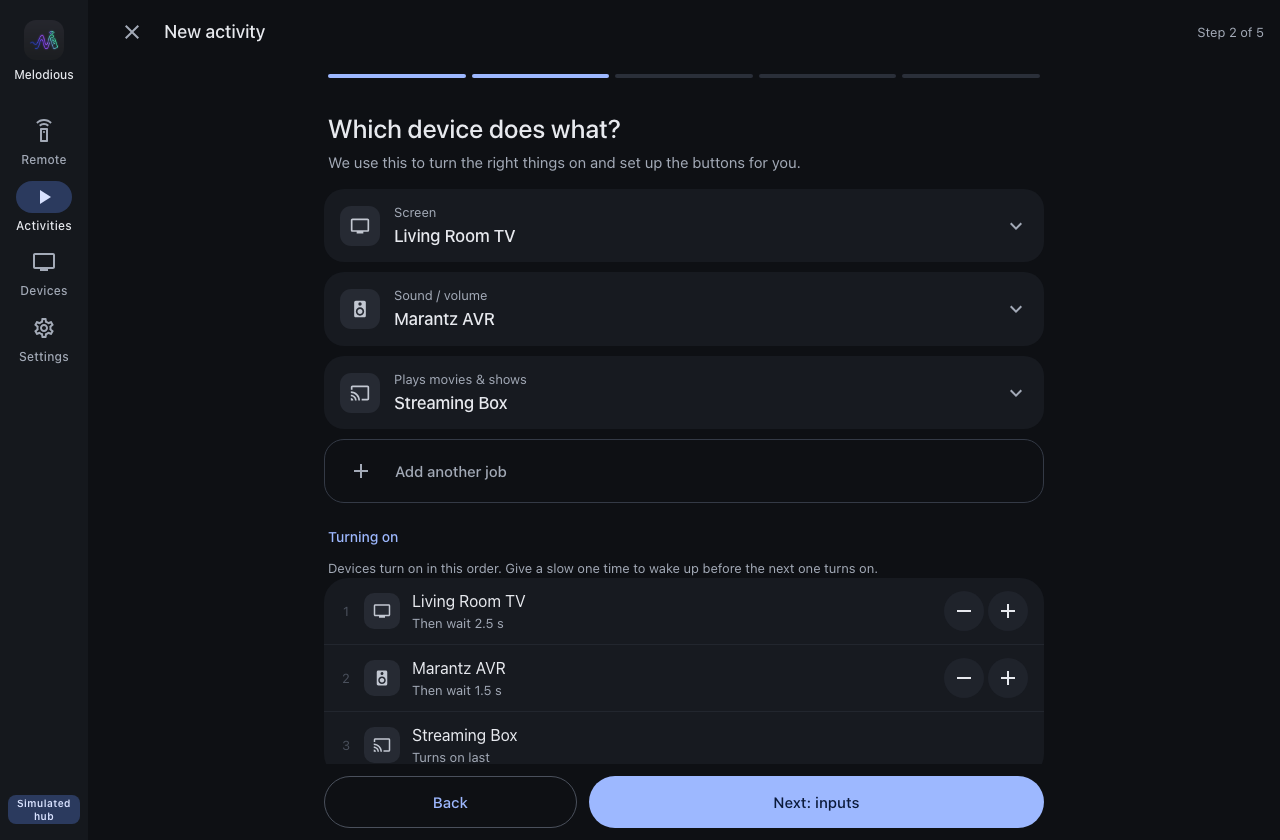 New activity
Step 2 of 5
Melodious
Remote
Activities
Devices
Settings
Simulated
hub
Which device does what?
We use this to turn the right things on and set up the buttons for you.
Screen
Living Room TV
Sound / volume
Marantz AVR
Plays movies & shows
Streaming Box
Add another job
Turning on
Devices turn on in this order. Give a slow one time to wake up before the next one turns on.
1
Living Room TV
Then wait 2.5 s
2
Marantz AVR
Then wait 1.5 s
3
Streaming Box
Turns on last
Back
Next: inputs